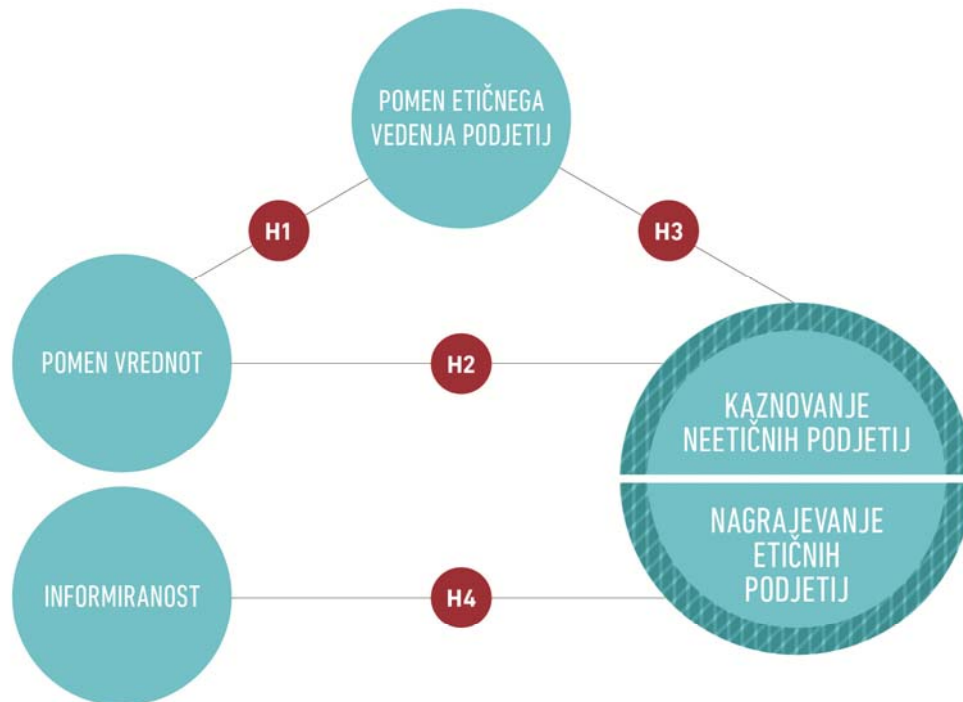 POMEN ETIČNEGA
VEDENJA PODJETIJ
H1
H3
POMEN VREDNOT
H2
KAZNOVANJE
NEETIČNIH PODJETIJ
NAGRAJEVANJE
ETIČNIH
PODJETIJ
INFORMIRANOST
H4